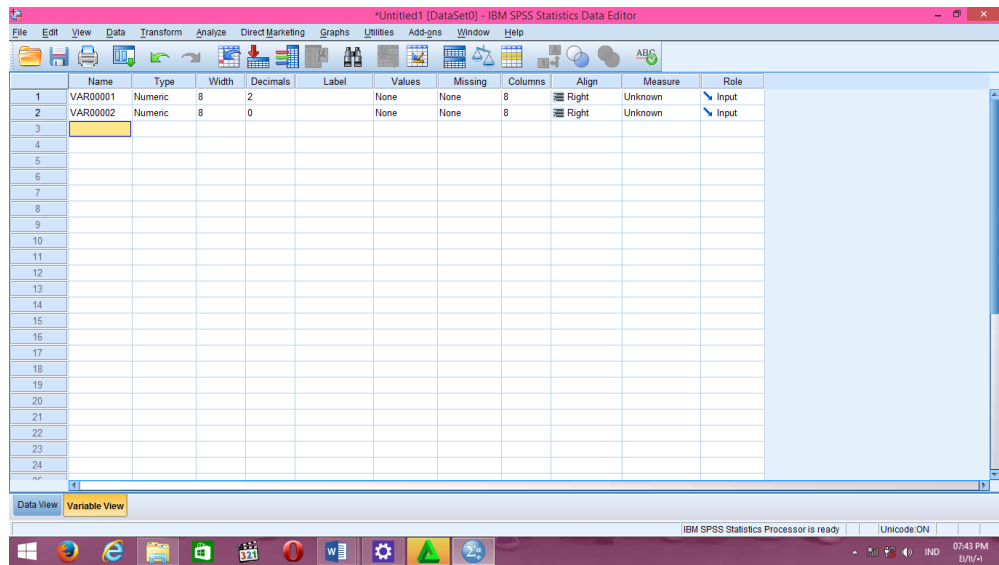 *Untitled1 [DataSet0] - IBM SPSS Statistics Data Editor
File Edit View Data Transform Analyze Direct Marketing Graphs Utilities Add-ons Window Help
Name Type Width Decimals Label Values Missing Columns Align Measure Role
1 VAR00001 Numeric 8 2 None None 8 Right Unknown Input
2 VAR00002 Numeric 8 0 None None 8 Right Unknown Input
3
4
5
6
7
8
9
10
11
12
13
14
15
16
17
18
19
20
21
22
23
24
Data View Variable View
IBM SPSS Statistics Processor is ready Unicode:ON
IND 07:43 PM